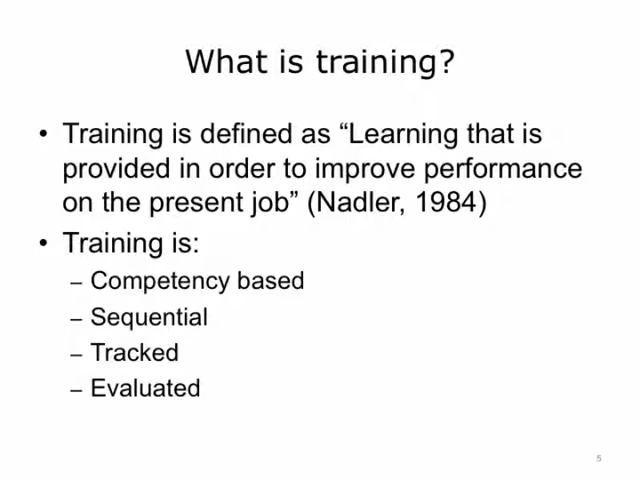 What is training?
• Training is defined as “Learning that is
provided in order to improve performance
on the present job” (Nadler, 1984)
• Training is:
– Competency based
– Sequential
– Tracked
– Evaluated
5